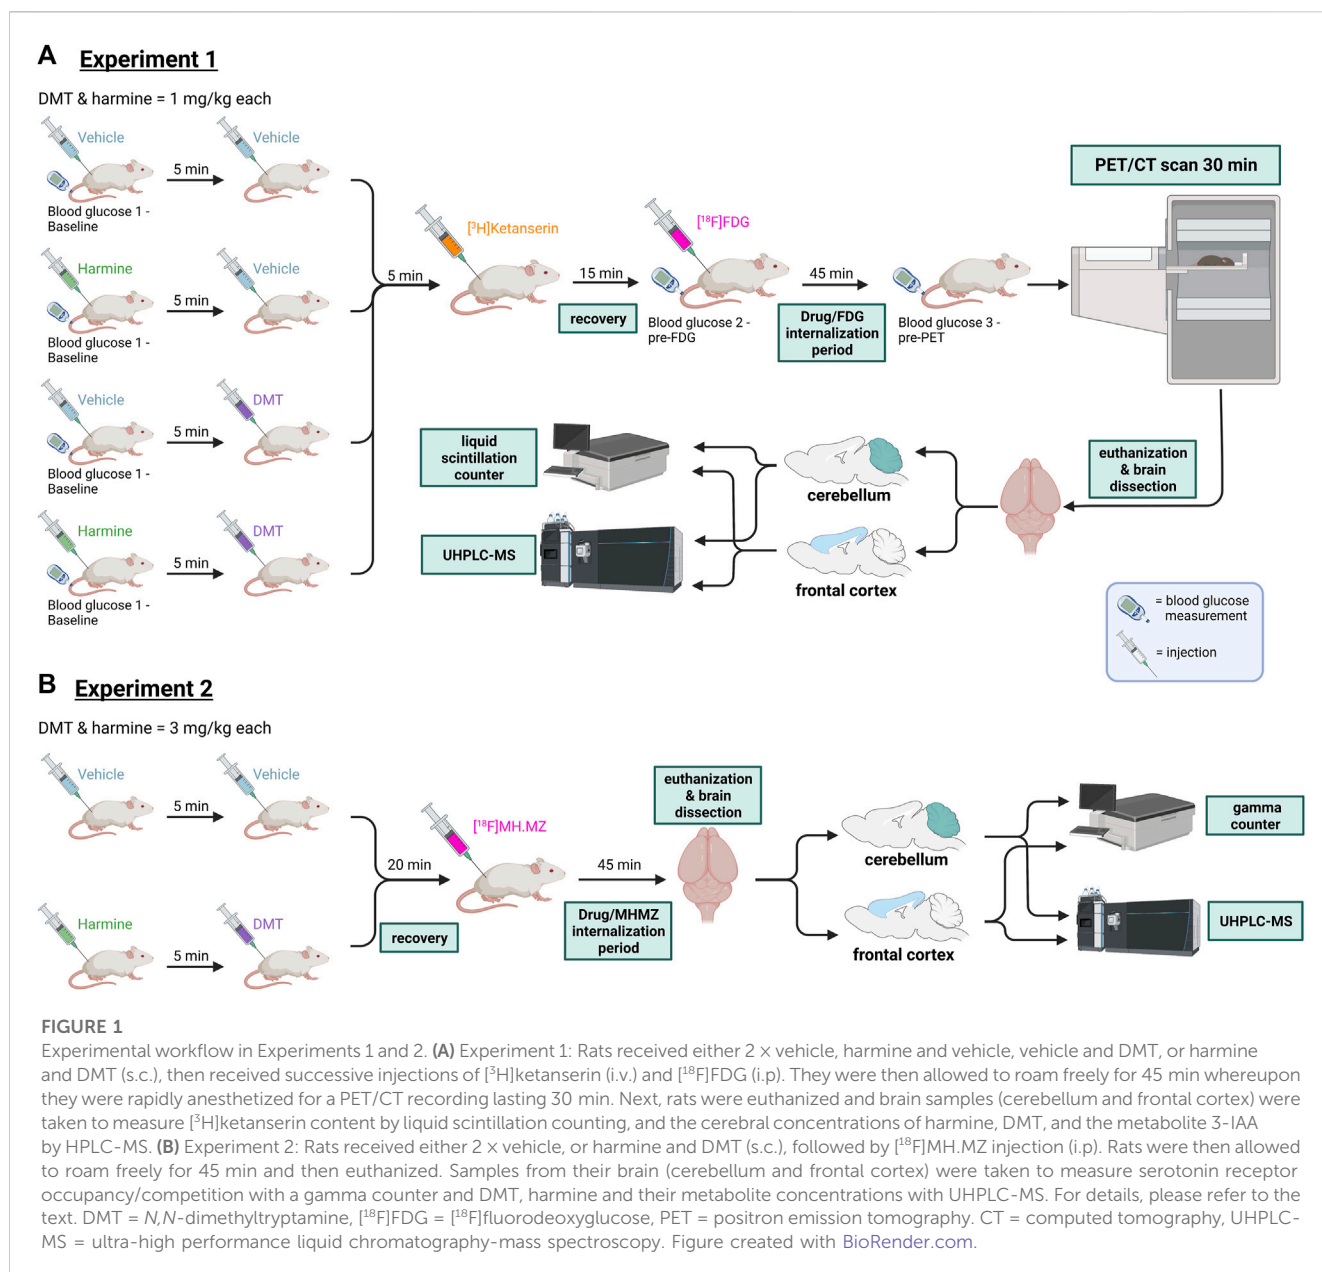 A Experiment 1
DMT & harmine = 1 mg/kg each
Vehicle
5 min
Vehicle
Blood glucose 1 -
Baseline
Harmine
5 min
Vehicle
Blood glucose 1 -
Baseline
Vehicle
5 min
DMT
Blood glucose 1 -
Baseline
Harmine
5 min
DMT
Blood glucose 1 -
Baseline
5 min
[³H]Ketanserin
15 min
recovery
[¹⁸F]FDG
Blood glucose 2 -
pre-FDG
45 min
Drug/FDG
internalization
period
Blood glucose 3 -
pre-PET
PET/CT scan 30 min
euthanization
& brain
dissection
cerebellum
frontal cortex
liquid
scintillation
counter
UHPLC-MS
= blood glucose
measurement
= injection
B Experiment 2
DMT & harmine = 3 mg/kg each
Vehicle
5 min
Vehicle
Harmine
5 min
DMT
20 min
recovery
[¹⁸F]MH.MZ
45 min
Drug/MHMZ
internalization
period
euthanization
& brain
dissection
cerebellum
frontal cortex
gamma
counter
UHPLC-MS
FIGURE 1
Experimental workflow in Experiments 1 and 2. (A) Experiment 1: Rats received either 2 × vehicle, harmine and vehicle, vehicle and DMT, or harmine
and DMT (s.c.), then received successive injections of [³H]ketanserin (i.v.) and [¹⁸F]FDG (i.p). They were then allowed to roam freely for 45 min whereupon
they were rapidly anesthetized for a PET/CT recording lasting 30 min. Next, rats were euthanized and brain samples (cerebellum and frontal cortex) were
taken to measure [³H]ketanserin content by liquid scintillation counting, and the cerebral concentrations of harmine, DMT, and the metabolite 3-IAA
by HPLC-MS. (B) Experiment 2: Rats received either 2 × vehicle, or harmine and DMT (s.c.), followed by [¹⁸F]MH.MZ injection (i.p). Rats were then allowed
to roam freely for 45 min and then euthanized. Samples from their brain (cerebellum and frontal cortex) were taken to measure serotonin receptor
occupancy/competition with a gamma counter and DMT, harmine and their metabolite concentrations with UHPLC-MS. For details, please refer to the
text. DMT = N,N-dimethyltryptamine, [¹⁸F]FDG = [¹⁸F]fluorodeoxyglucose, PET = positron emission tomography. CT = computed tomography, UHPLC-
MS = ultra-high performance liquid chromatography-mass spectroscopy. Figure created with BioRender.com.